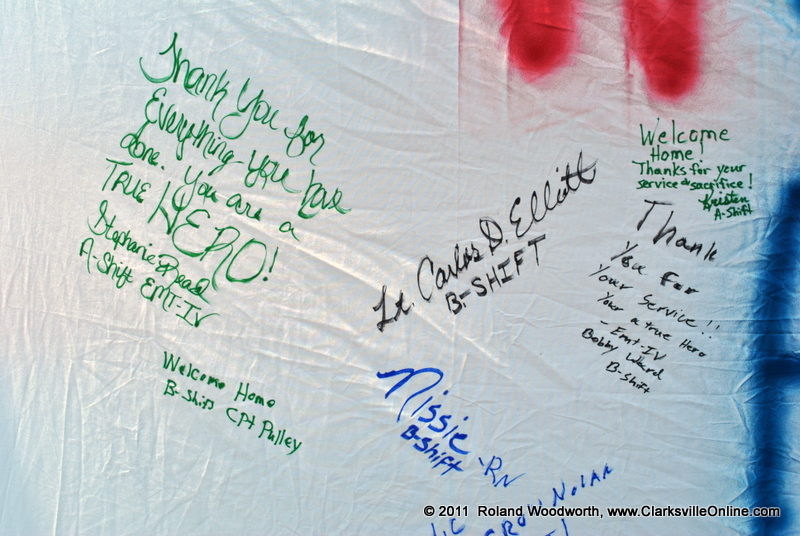 Thank You for
Everything you have
done. You are a
TRUE HERO!
Stephanie
A-Shift EMT-IV
Welcome Home
B-Shift Cpt Pulley
Lt. Carlos D. Elliott
B-SHIFT
Missie -RN
B-Shift
NOLAN
Welcome
Home.
Thanks for your
service & sacrifice!
Kristen
A-Shift
Thank
You For
Your Service!!
Your a true Hero
- Emt-IV
Bobby Ward
B-Shift
© 2011 Roland Woodworth, www.ClarksvilleOnline.com